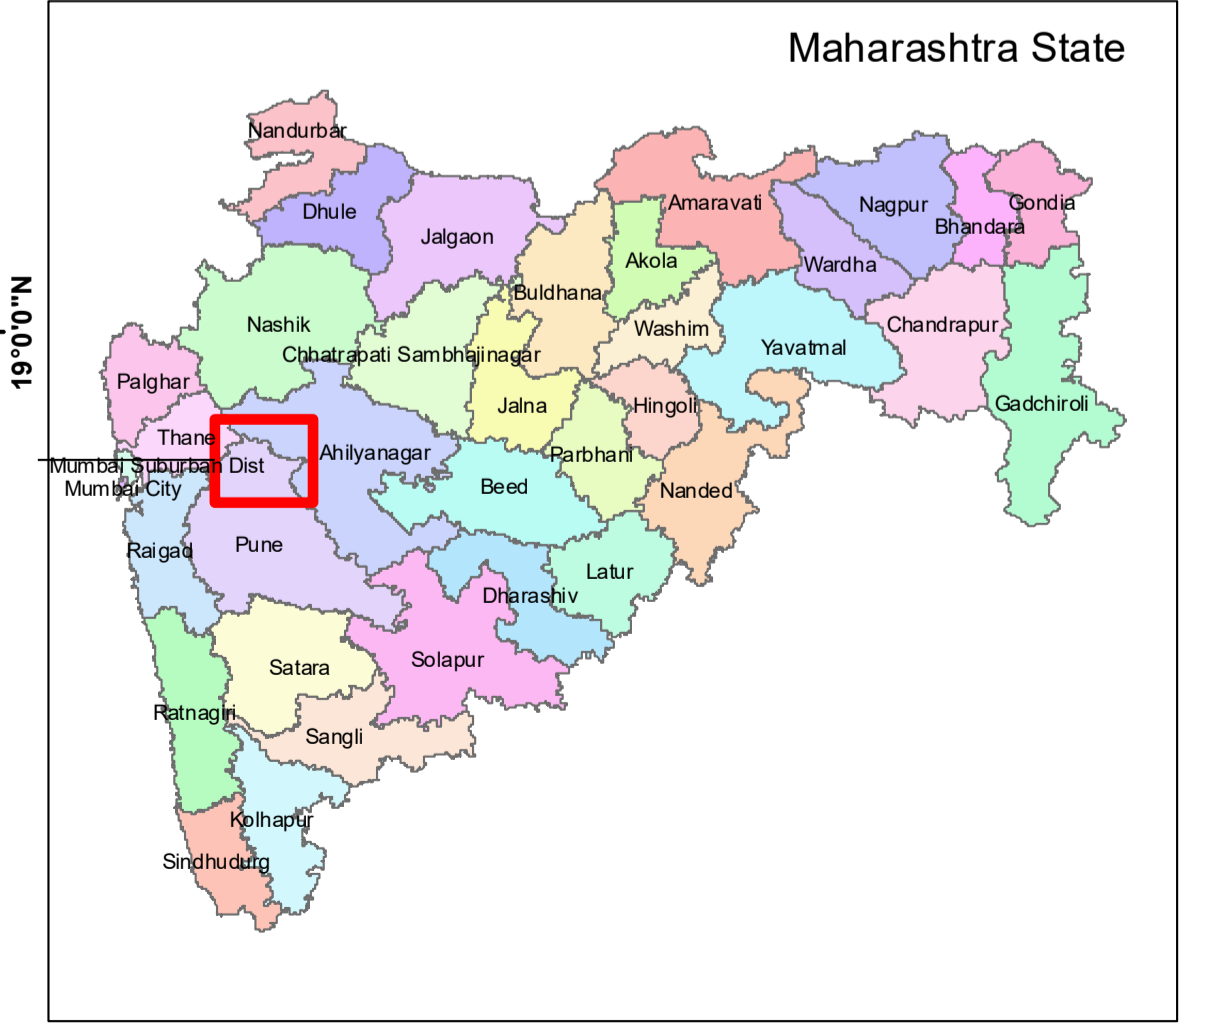 Maharashtra State
19°0'0"N
Nandurbar
Dhule
Jalgaon
Amaravati
Nagpur
Gondia
Bhandara
Akola
Wardha
Buldhana
Nashik
Washim
Chandrapur
Chhatrapati Sambhajinagar
Yavatmal
Palghar
Jalna
Hingoli
Gadchiroli
Thane
Ahilyanagar
Parbhani
Mumbai Suburban Dist
Mumbai City
Beed
Nanded
Raigad
Pune
Latur
Dharashiv
Satara
Solapur
Ratnagiri
Sangli
Kolhapur
Sindhudurg